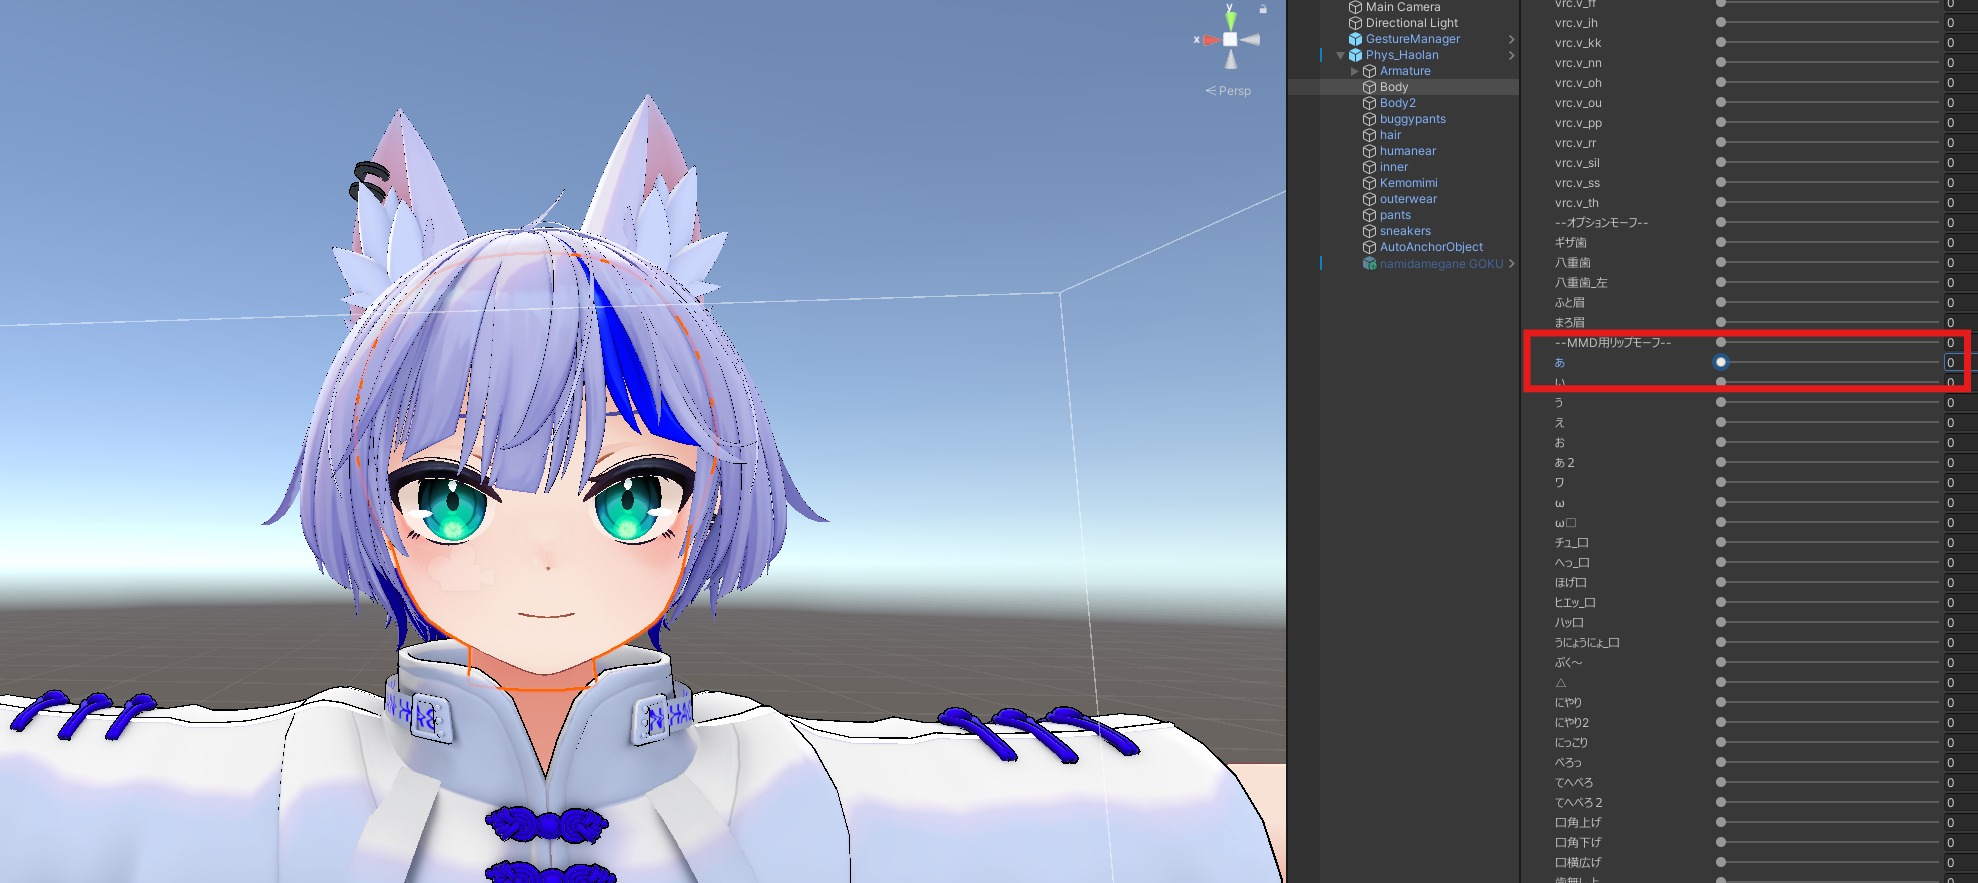 y
x
Persp
Main Camera
Directional Light
GestureManager
Phys_Haolan
Armature
Body
Body2
buggypants
hair
humanear
inner
Kemomimi
outerwear
pants
sneakers
AutoAnchorObject
namidamegane GOKU
vrc.v_ff 0
vrc.v_ih 0
vrc.v_kk 0
vrc.v_nn 0
vrc.v_oh 0
vrc.v_ou 0
vrc.v_pp 0
vrc.v_rr 0
vrc.v_sil 0
vrc.v_ss 0
vrc.v_th 0
--オプションモーフ-- 0
ギザ歯 0
八重歯 0
八重歯_左 0
ふと眉 0
まろ眉 0
--MMD用リップモーフ-- 0
あ 0
い 0
う 0
え 0
お 0
あ２ 0
ワ 0
ω 0
ω□ 0
チュ_口 0
へっ_口 0
ほげ口 0
ヒエッ_口 0
ハッ口 0
うにょうにょ_口 0
ぷく～ 0
△ 0
にやり 0
にやり2 0
にっこり 0
ぺろっ 0
てへぺろ 0
てへぺろ２ 0
口角上げ 0
口角下げ 0
口横広げ 0